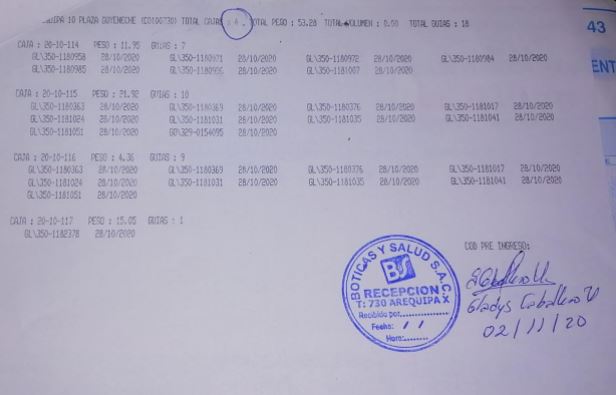 AREQUIPA 10 PLAZA GOYENECHE (CD100730) TOTAL CAJAS : 4 TOTAL PESO : 53.28 TOTAL VOLUMEN : 0.00 TOTAL GUIAS : 18
CAJA : 20-10-114 PESO : 11.95 GUIAS : 7
GL\350-1180958 28/10/2020 GL\350-1180971 28/10/2020 GL\350-1180972 28/10/2020 GL\350-1180984 28/10/2020
GL\350-1180985 28/10/2020 28/10/2020 GL\350-1181007 28/10/2020
CAJA : 20-10-115 PESO : 21.92 GUIAS : 10
GL\350-1180363 28/10/2020 GL\350-1180369 28/10/2020 GL\350-1180376 28/10/2020 GL\350-1181017 28/10/2020
GL\350-1181024 28/10/2020 GL\350-1181031 28/10/2020 GL\350-1181035 28/10/2020 GL\350-1181041 28/10/2020
GL\350-1181051 28/10/2020 GD\329-0154095 28/10/2020
CAJA : 20-10-116 PESO : 4.36 GUIAS : 9
GL\350-1180363 28/10/2020 GL\350-1180369 28/10/2020 GL\350-1180376 28/10/2020 GL\350-1181017 28/10/2020
GL\350-1181024 28/10/2020 GL\350-1181031 28/10/2020 GL\350-1181035 28/10/2020 GL\350-1181041 28/10/2020
GL\350-1181051 28/10/2020
CAJA : 20-10-117 PESO : 15.05 GUIAS : 1
GL\350-1182378 28/10/2020
COD PRE INGRESO:
BOTICAS Y SALUD S.A.C.
BS
RECEPCION
T: 730 AREQUIPA X
Recibido por:..............
Fecha: / /
Hora:........
Gladys Caballero V
02/11/20
43
ENT